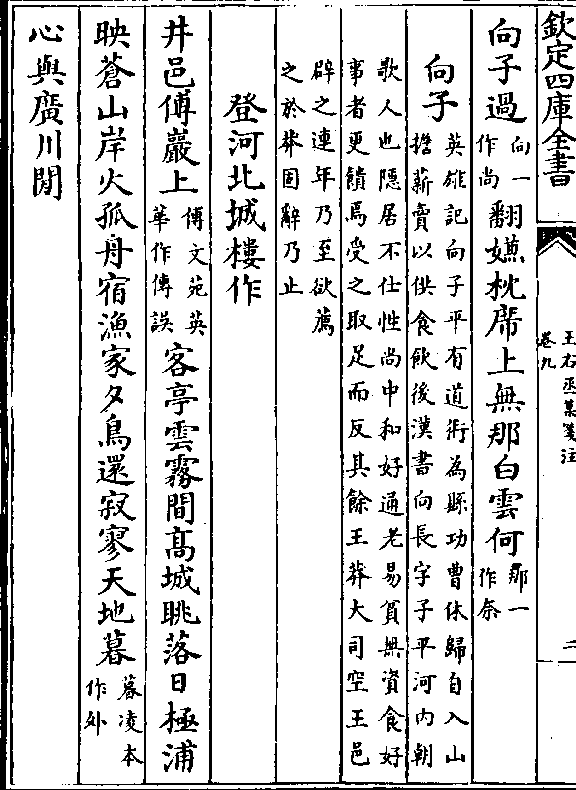 欽定四庫全書
王右丞集箋注
卷九
二
向子過向一作尚翻嫌枕席上無那白雲何那一作奈
向子英雄記向子平有道術為縣功曹休歸自入山
擔薪賣以供食飲後漢書向長字子平河內朝
歌人也隱居不仕性尚中和好通老易貧無資食好
事者更饋焉受之取足而反其餘王莽大司空王邑
辟之連年乃至欲薦
之於莽固辭乃止
登河北城樓作
井邑傅巖上傅文苑英華作傳誤客亭雲霧間髙城眺落日極浦
映蒼山岸火孤舟宿漁家夕鳥還寂寥天地暮暮凌本作外
心與廣川閒